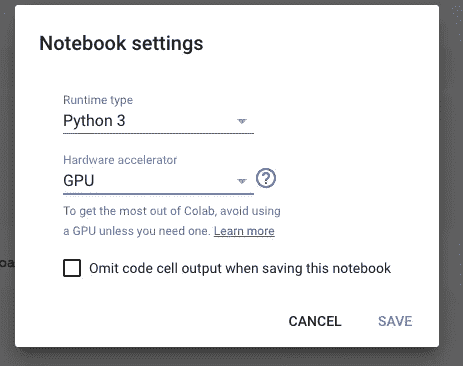 Notebook settings
Runtime type
Python 3
Hardware accelerator
GPU
To get the most out of Colab, avoid using
a GPU unless you need one. Learn more
Omit code cell output when saving this notebook
CANCEL SAVE
oa